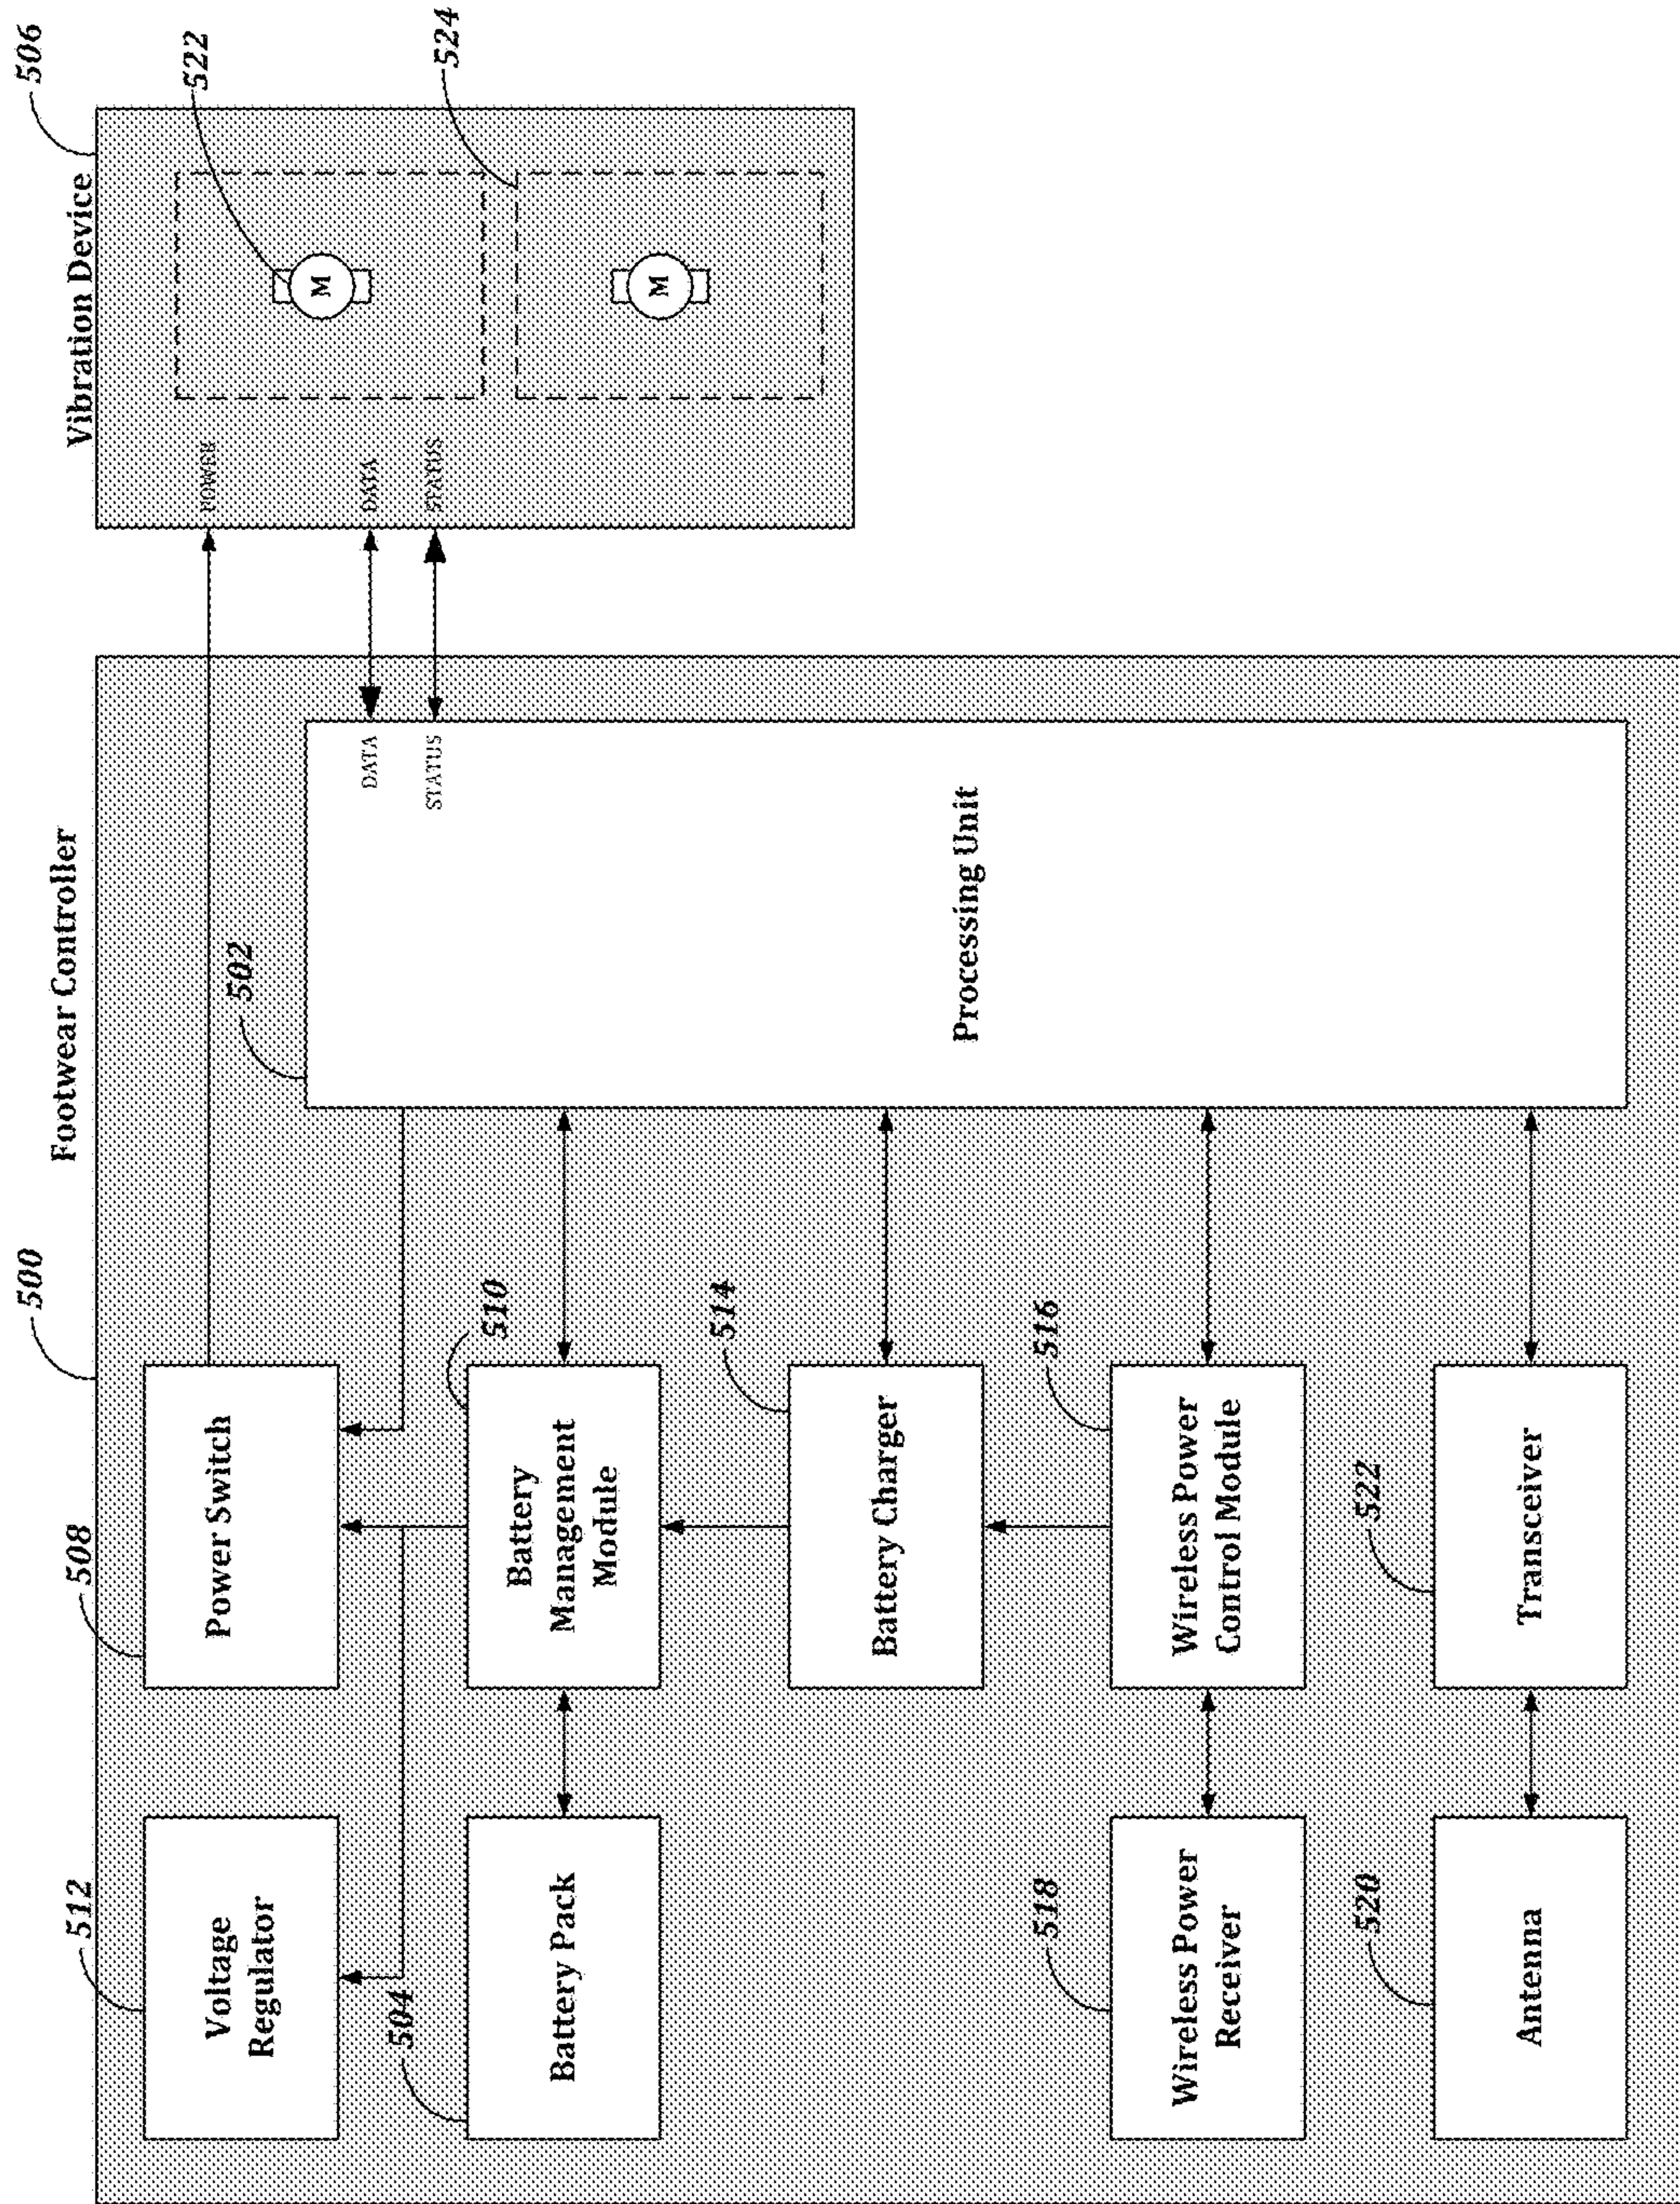 Footwear Controller
Vibration Device
500
506
512
508
502
522
524
Voltage
Regulator
Power Switch
POWER
DATA
STATUS
DATA
STATUS
M
M
504
510
Battery Pack
Battery
Management
Module
Processing Unit
514
Battery Charger
518
516
Wireless Power
Receiver
Wireless Power
Control Module
520
522
Antenna
Transceiver